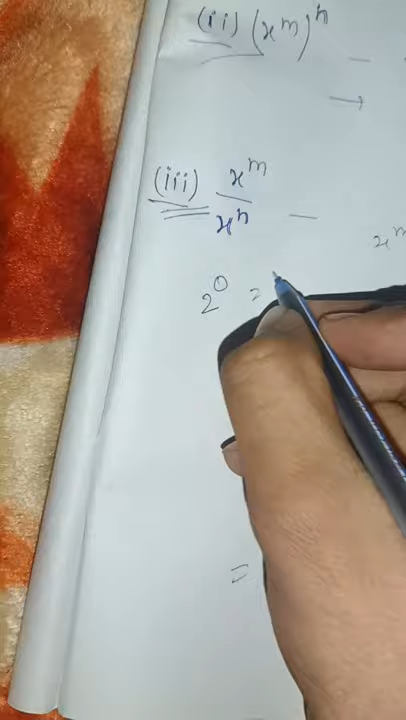 (ii) (x^m)^n —
→
(iii) x^m / x^n — x^m
2^0 =
=